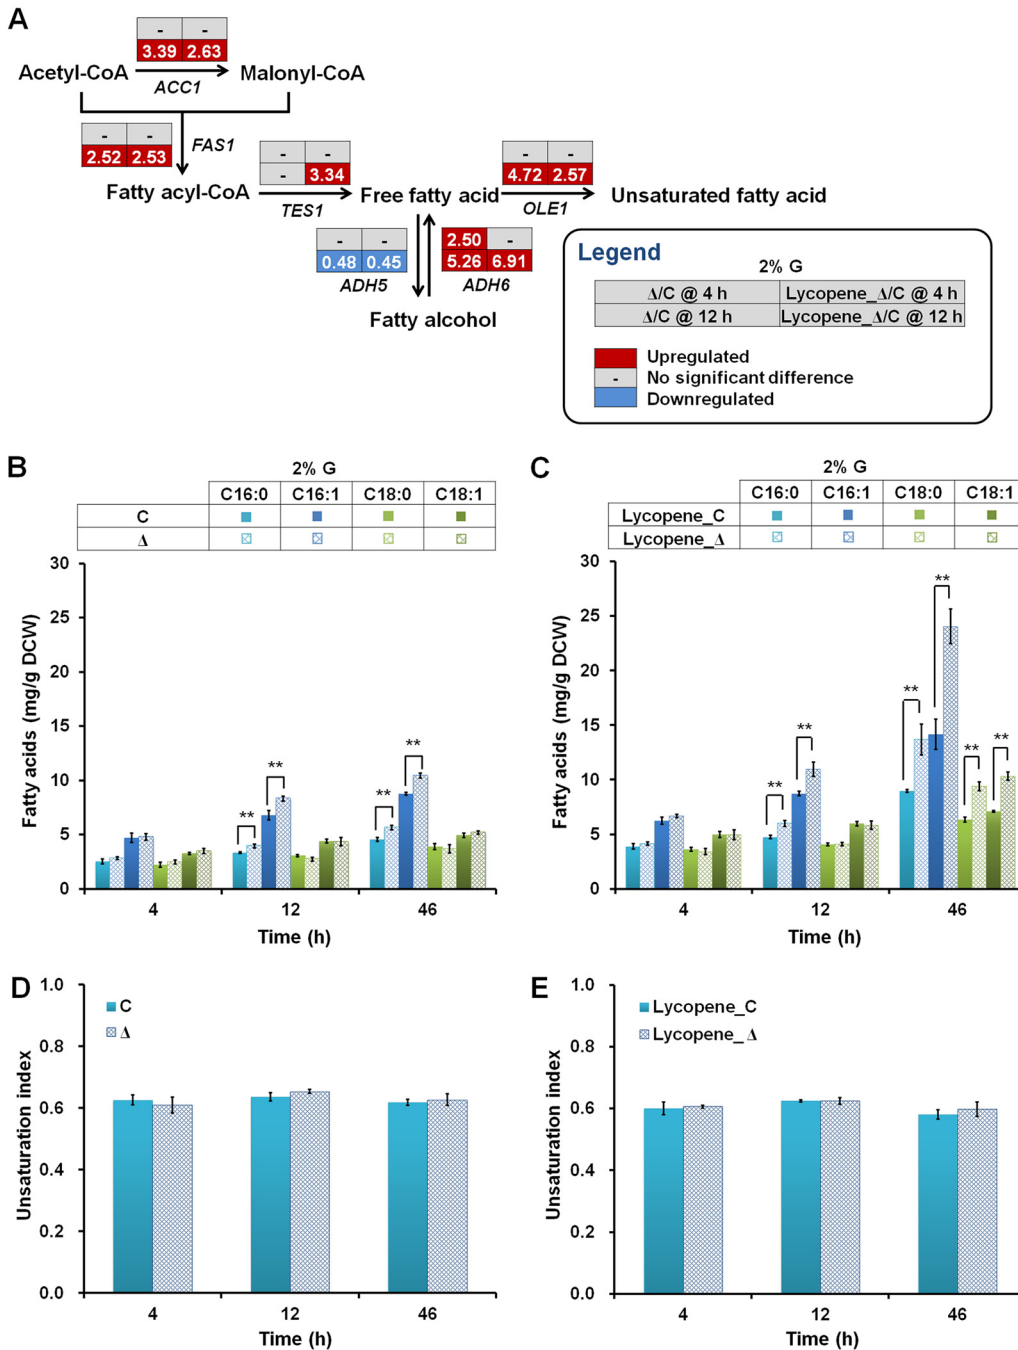 A
- -
3.39 2.63
Acetyl-CoA Malonyl-CoA
ACC1
- -
2.52 2.53
FAS1
- -
- 3.34
- -
4.72 2.57
Fatty acyl-CoA Free fatty acid Unsaturated fatty acid
TES1 OLE1
- -
0.48 0.45
ADH5
2.50 -
5.26 6.91
ADH6
Fatty alcohol
Legend
2% G
Δ/C @ 4 h Lycopene_Δ/C @ 4 h
Δ/C @ 12 h Lycopene_Δ/C @ 12 h
Upregulated
- No significant difference
Downregulated
B
2% G
C16:0 C16:1 C18:0 C18:1
C
Δ
Fatty acids (mg/g DCW)
30
25
20
15
10
5
0
** ** ** **
4 12 46
Time (h)
C
2% G
C16:0 C16:1 C18:0 C18:1
Lycopene_C
Lycopene_Δ
Fatty acids (mg/g DCW)
30
25
20
15
10
5
0
** ** ** ** ** **
4 12 46
Time (h)
D
C
Δ
Unsaturation index
1.0
0.8
0.6
0.4
0.2
0.0
4 12 46
Time (h)
E
Lycopene_C
Lycopene_ Δ
Unsaturation index
1.0
0.8
0.6
0.4
0.2
0.0
4 12 46
Time (h)